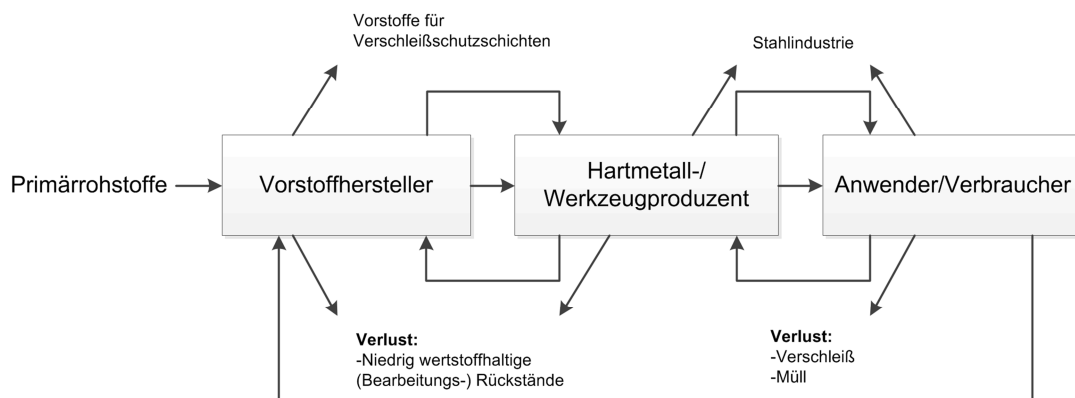 Vorstoffe für
Verschleißschutzschichten
Stahlindustrie
Primärrohstoffe
Vorstoffhersteller
Hartmetall-/
Werkzeugproduzent
Anwender/Verbraucher
Verlust:
-Niedrig wertstoffhaltige
(Bearbeitungs-) Rückstände
Verlust:
-Verschleiß
-Müll